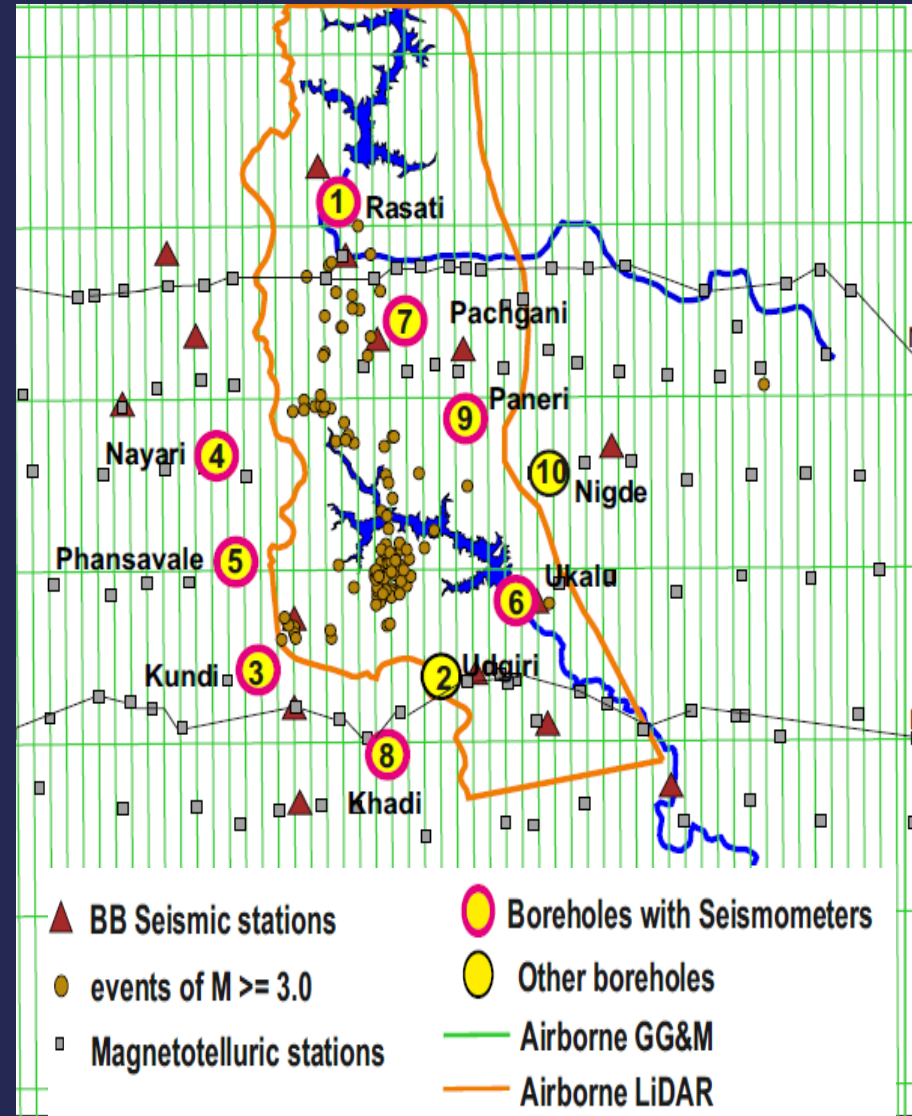 1 Rasati
7 Pachgani
9 Paneri
Nayari 4
10 Nigde
Phansavale 5
6 Ukalu
Kundi 3
2 Udgiri
8
Khadi
BB Seismic stations
Boreholes with Seismometers
events of M >= 3.0
Other boreholes
Magnetotelluric stations
Airborne GG&M
Airborne LiDAR